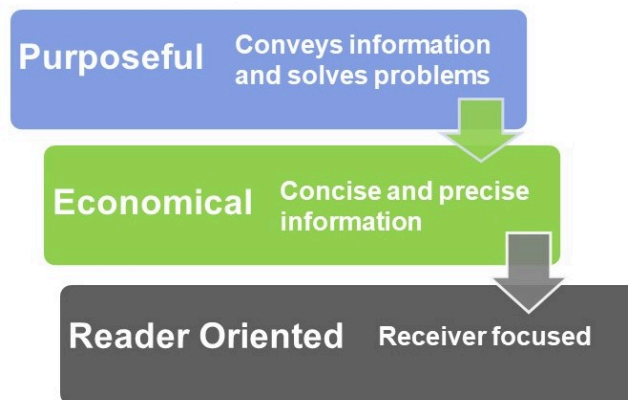 Purposeful
Conveys information
and solves problems
Economical
Concise and precise
information
Reader Oriented
Receiver focused